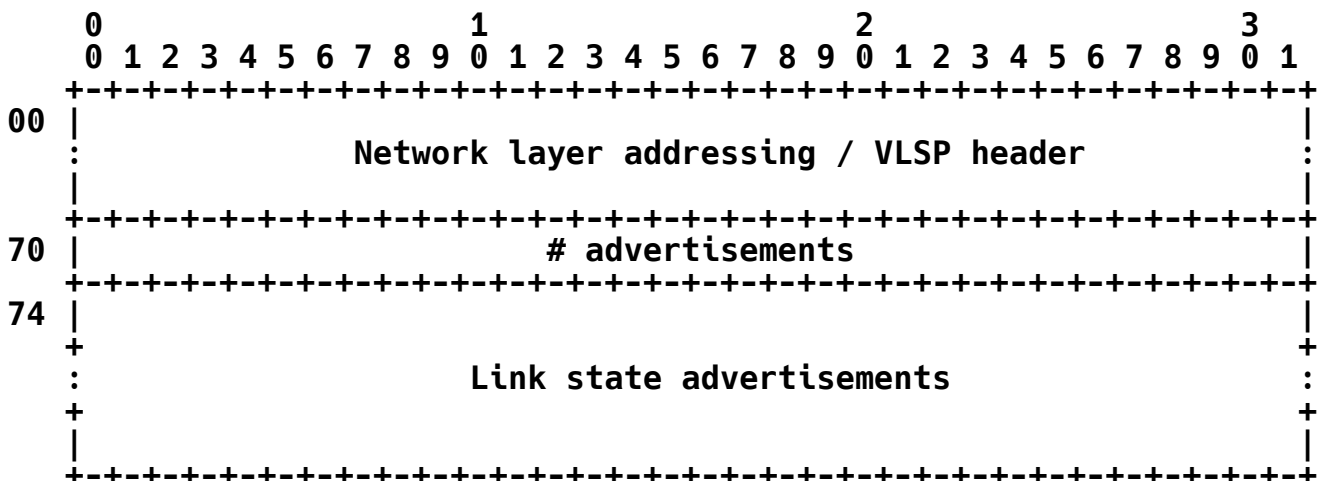 0                   1                   2                   3
0 1 2 3 4 5 6 7 8 9 0 1 2 3 4 5 6 7 8 9 0 1 2 3 4 5 6 7 8 9 0 1
+-+-+-+-+-+-+-+-+-+-+-+-+-+-+-+-+-+-+-+-+-+-+-+-+-+-+-+-+-+-+-+-+
00 |                                                               |
:              Network layer addressing / VLSP header           :
|                                                               |
+-+-+-+-+-+-+-+-+-+-+-+-+-+-+-+-+-+-+-+-+-+-+-+-+-+-+-+-+-+-+-+-+
70 |                        # advertisements                       |
+-+-+-+-+-+-+-+-+-+-+-+-+-+-+-+-+-+-+-+-+-+-+-+-+-+-+-+-+-+-+-+-+
74 |                                                               |
+                                                               +
:                    Link state advertisements                  :
+                                                               +
|                                                               |
+-+-+-+-+-+-+-+-+-+-+-+-+-+-+-+-+-+-+-+-+-+-+-+-+-+-+-+-+-+-+-+-+